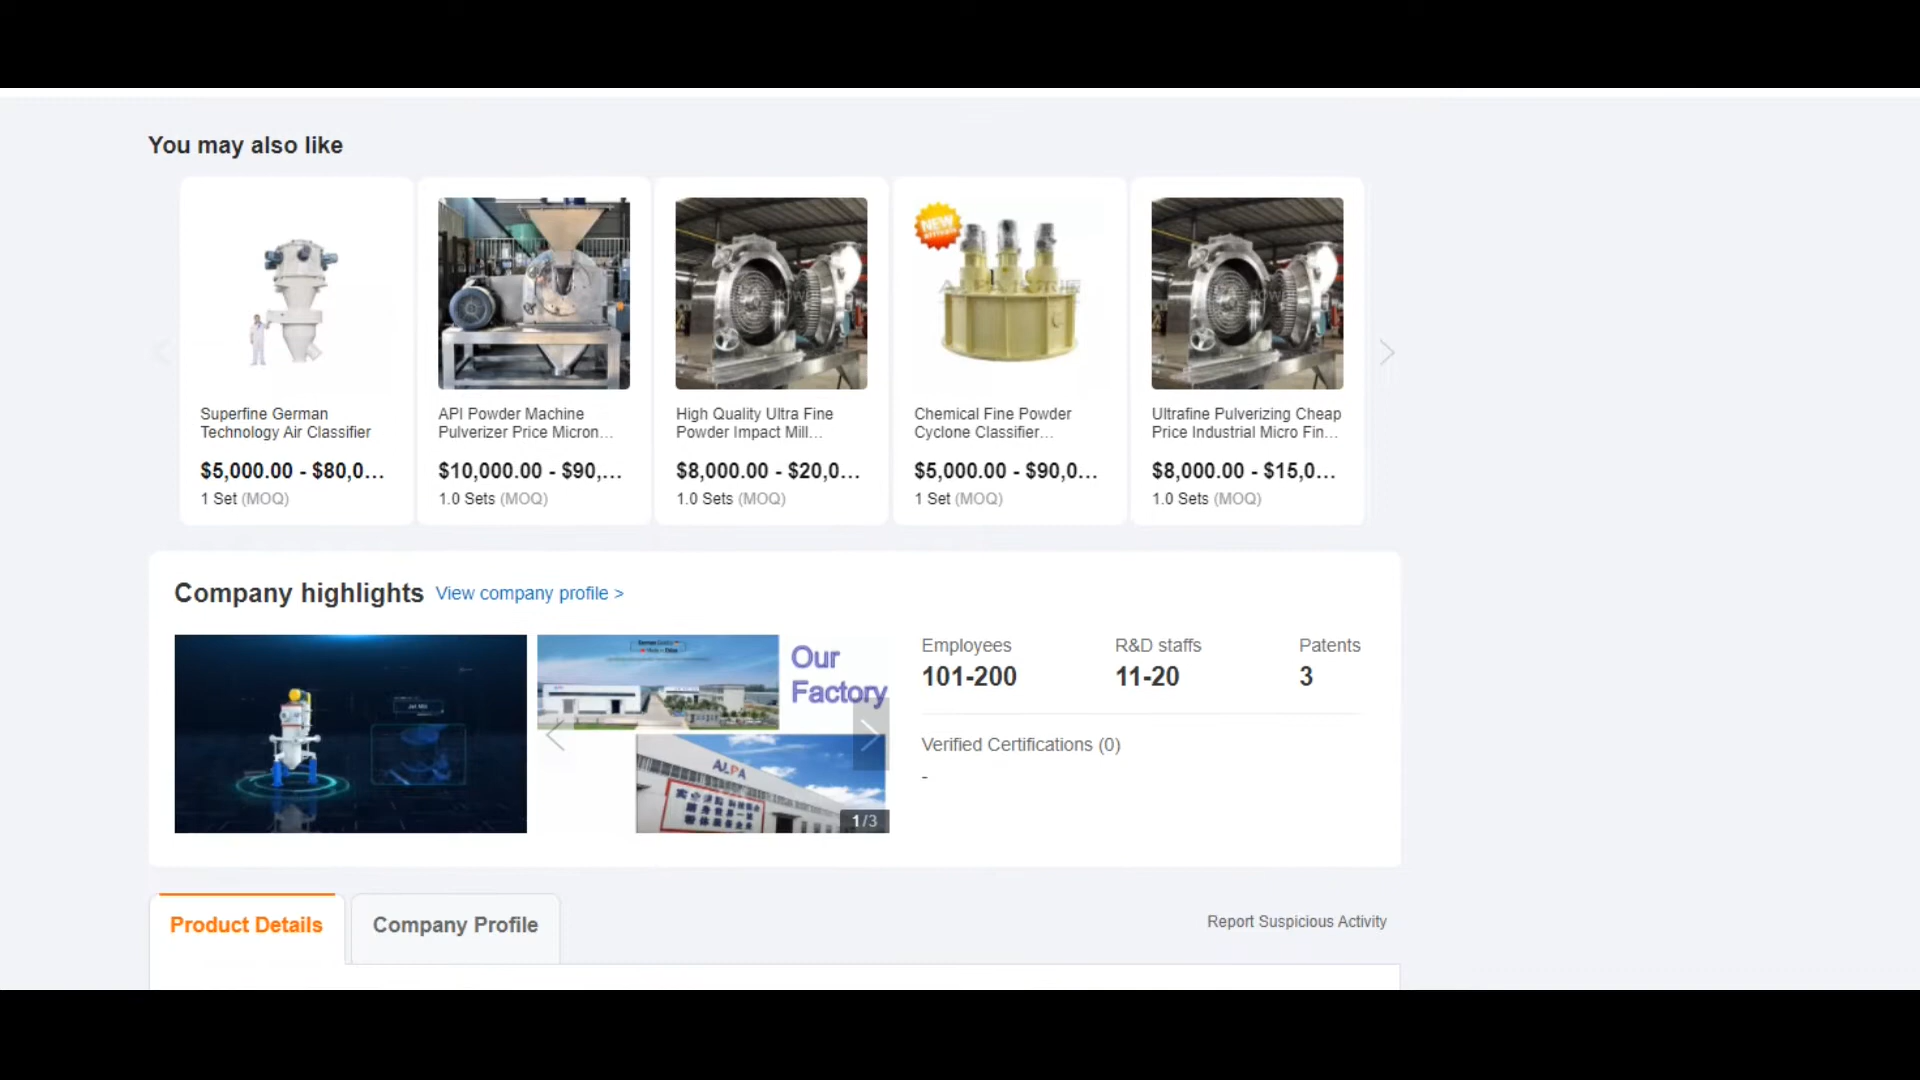 You may also like
NEW
Superfine German
Technology Air Classifier
$5,000.00 - $80,0...
1 Set (MOQ)
API Powder Machine
Pulverizer Price Micron...
$10,000.00 - $90,...
1.0 Sets (MOQ)
High Quality Ultra Fine
Powder Impact Mill...
$8,000.00 - $20,0...
1.0 Sets (MOQ)
Chemical Fine Powder
Cyclone Classifier...
$5,000.00 - $90,0...
1 Set (MOQ)
Ultrafine Pulverizing Cheap
Price Industrial Micro Fin...
$8,000.00 - $15,0...
1.0 Sets (MOQ)
Company highlights View company profile >
Jet Mill
Our
Factory
ALPA
1/3
Employees
101-200
R&D staffs
11-20
Patents
3
Verified Certifications (0)
-
Product Details
Company Profile
Report Suspicious Activity